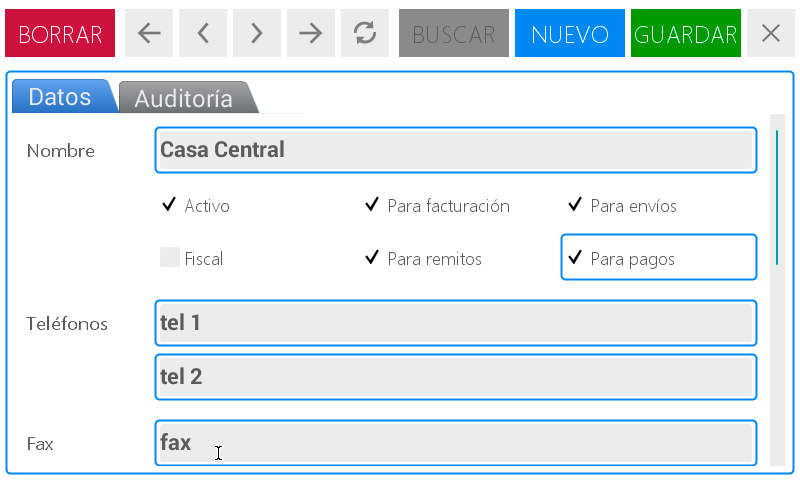 BORRAR BUSCAR NUEVO GUARDAR
Datos Auditoría
Nombre Casa Central
Activo Para facturación Para envíos
Fiscal Para remitos Para pagos
Teléfonos tel 1
tel 2
Fax fax